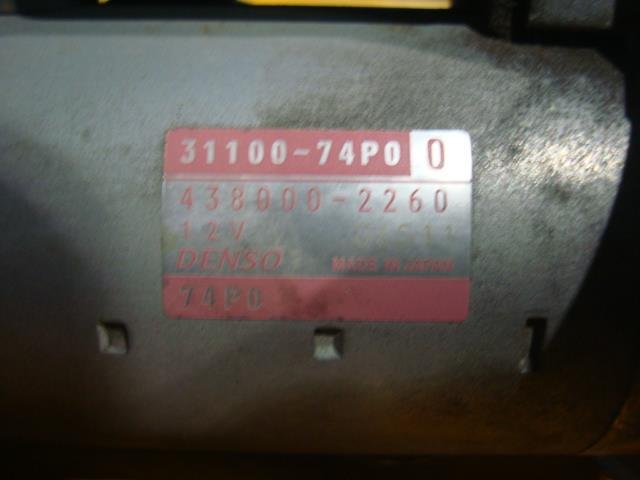 31100-74P0 0
438000-2260
12V
DENSO MADE IN JAPAN
74P0